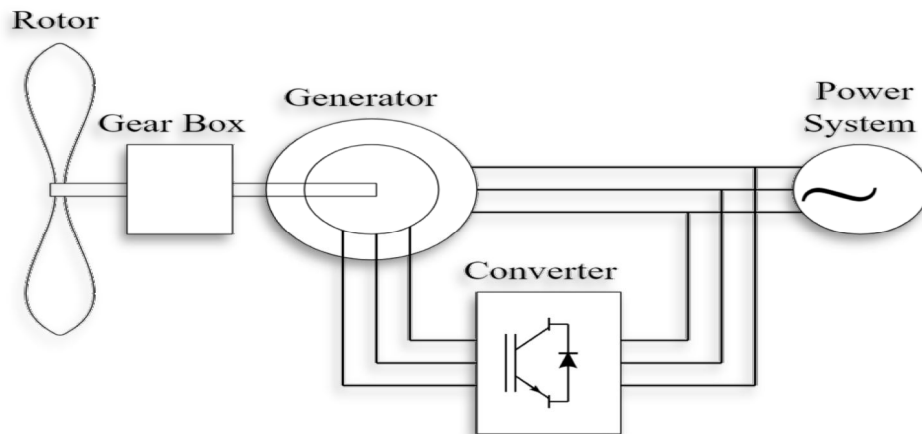 Rotor
Gear Box
Generator
Power
System
Converter